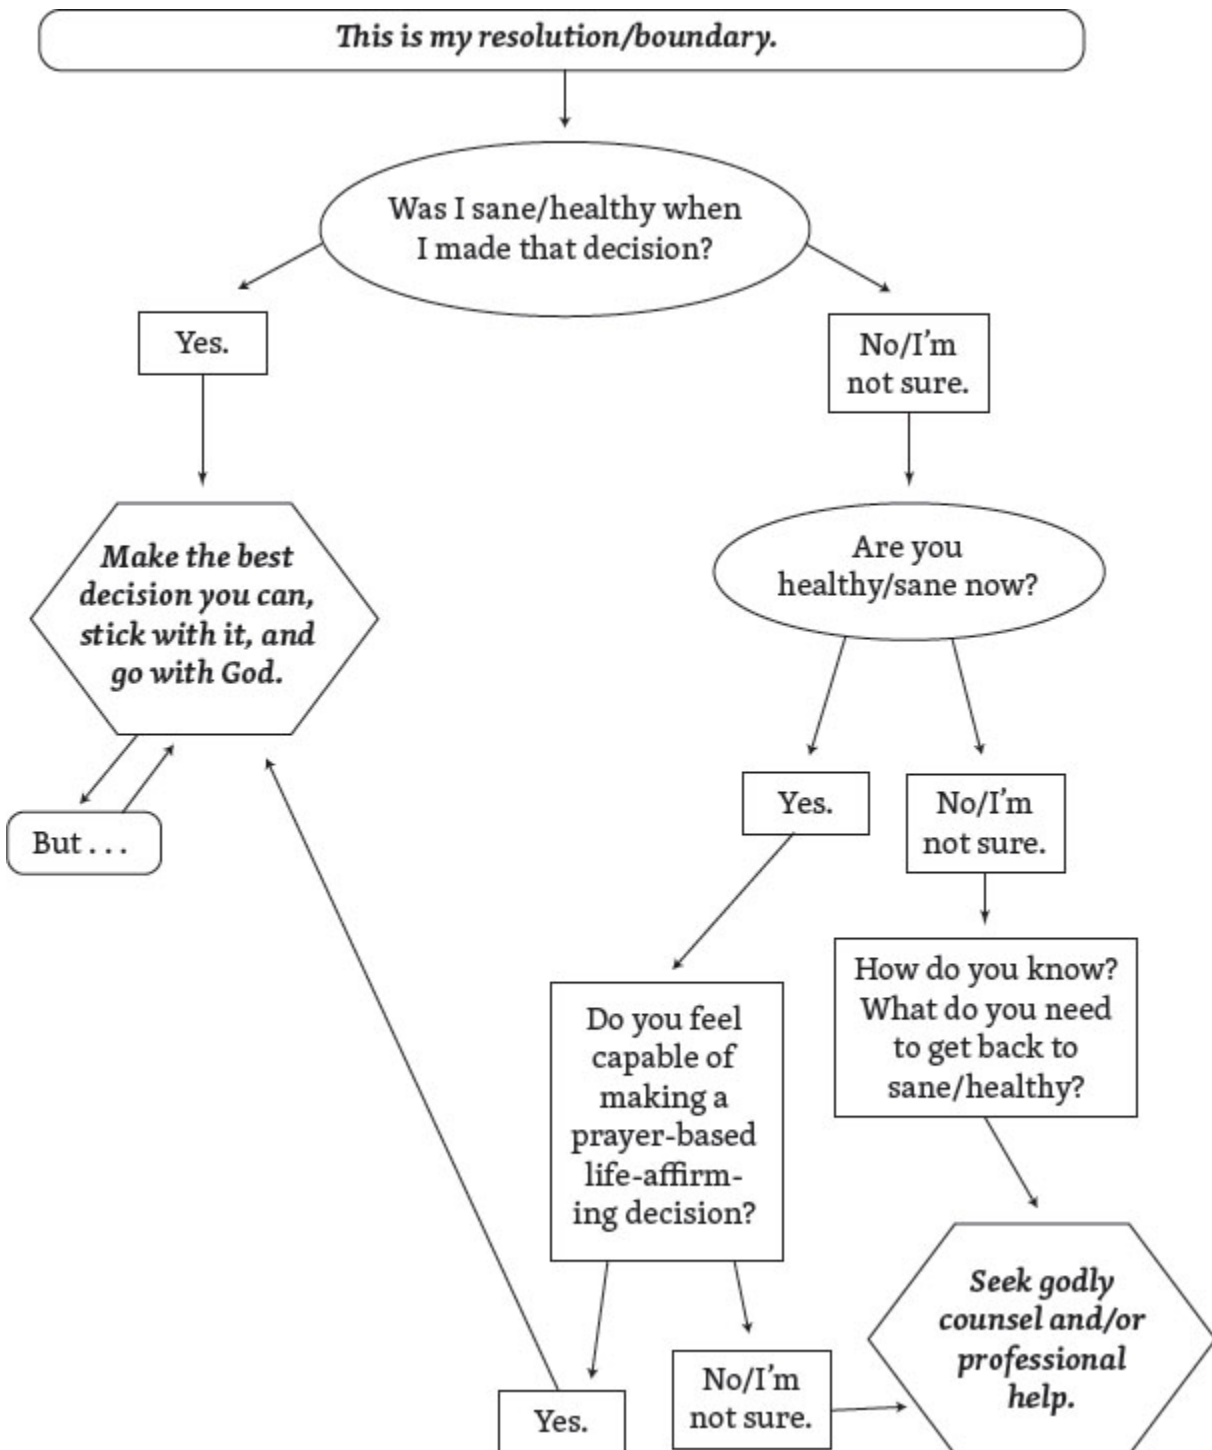 This is my resolution/boundary.
Was I sane/healthy when
I made that decision?
Yes.
No/I'm
not sure.
Make the best
decision you can,
stick with it, and
go with God.
But . . .
Are you
healthy/sane now?
Yes.
No/I'm
not sure.
Do you feel
capable of
making a
prayer-based
life-affirm-
ing decision?
How do you know?
What do you need
to get back to
sane/healthy?
Yes.
No/I'm
not sure.
Seek godly
counsel and/or
professional
help.